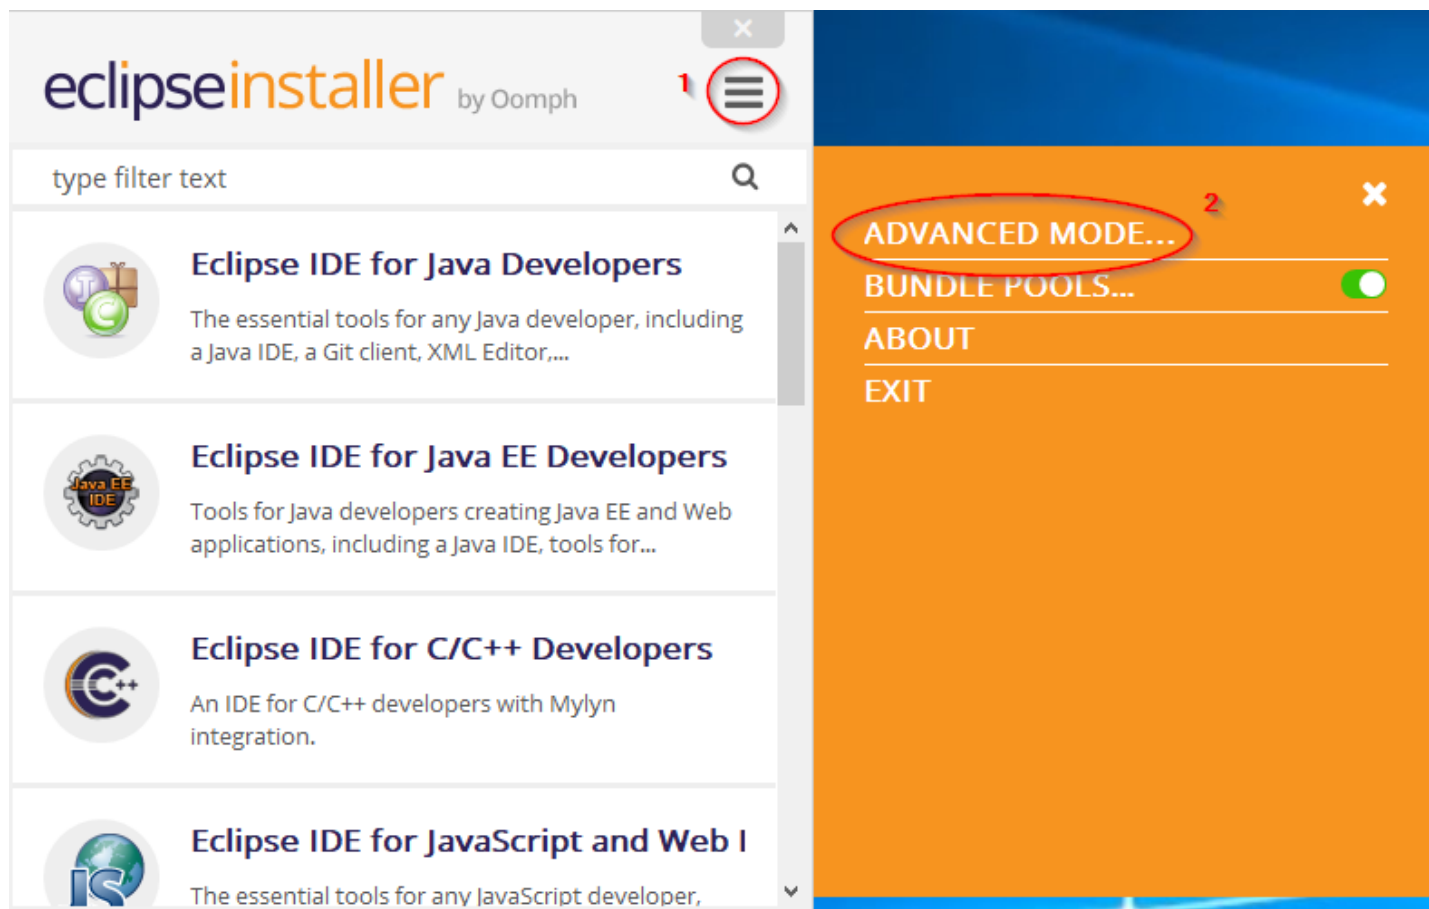 eclipseinstaller by Oomph
1
type filter text
Eclipse IDE for Java Developers
The essential tools for any Java developer, including
a Java IDE, a Git client, XML Editor,...
Java EE
IDE
Eclipse IDE for Java EE Developers
Tools for Java developers creating Java EE and Web
applications, including a Java IDE, tools for...
C++
Eclipse IDE for C/C++ Developers
An IDE for C/C++ developers with Mylyn
integration.
JS
Eclipse IDE for JavaScript and Web I
The essential tools for any JavaScript developer,
2
ADVANCED MODE...
BUNDLE POOLS...
ABOUT
EXIT